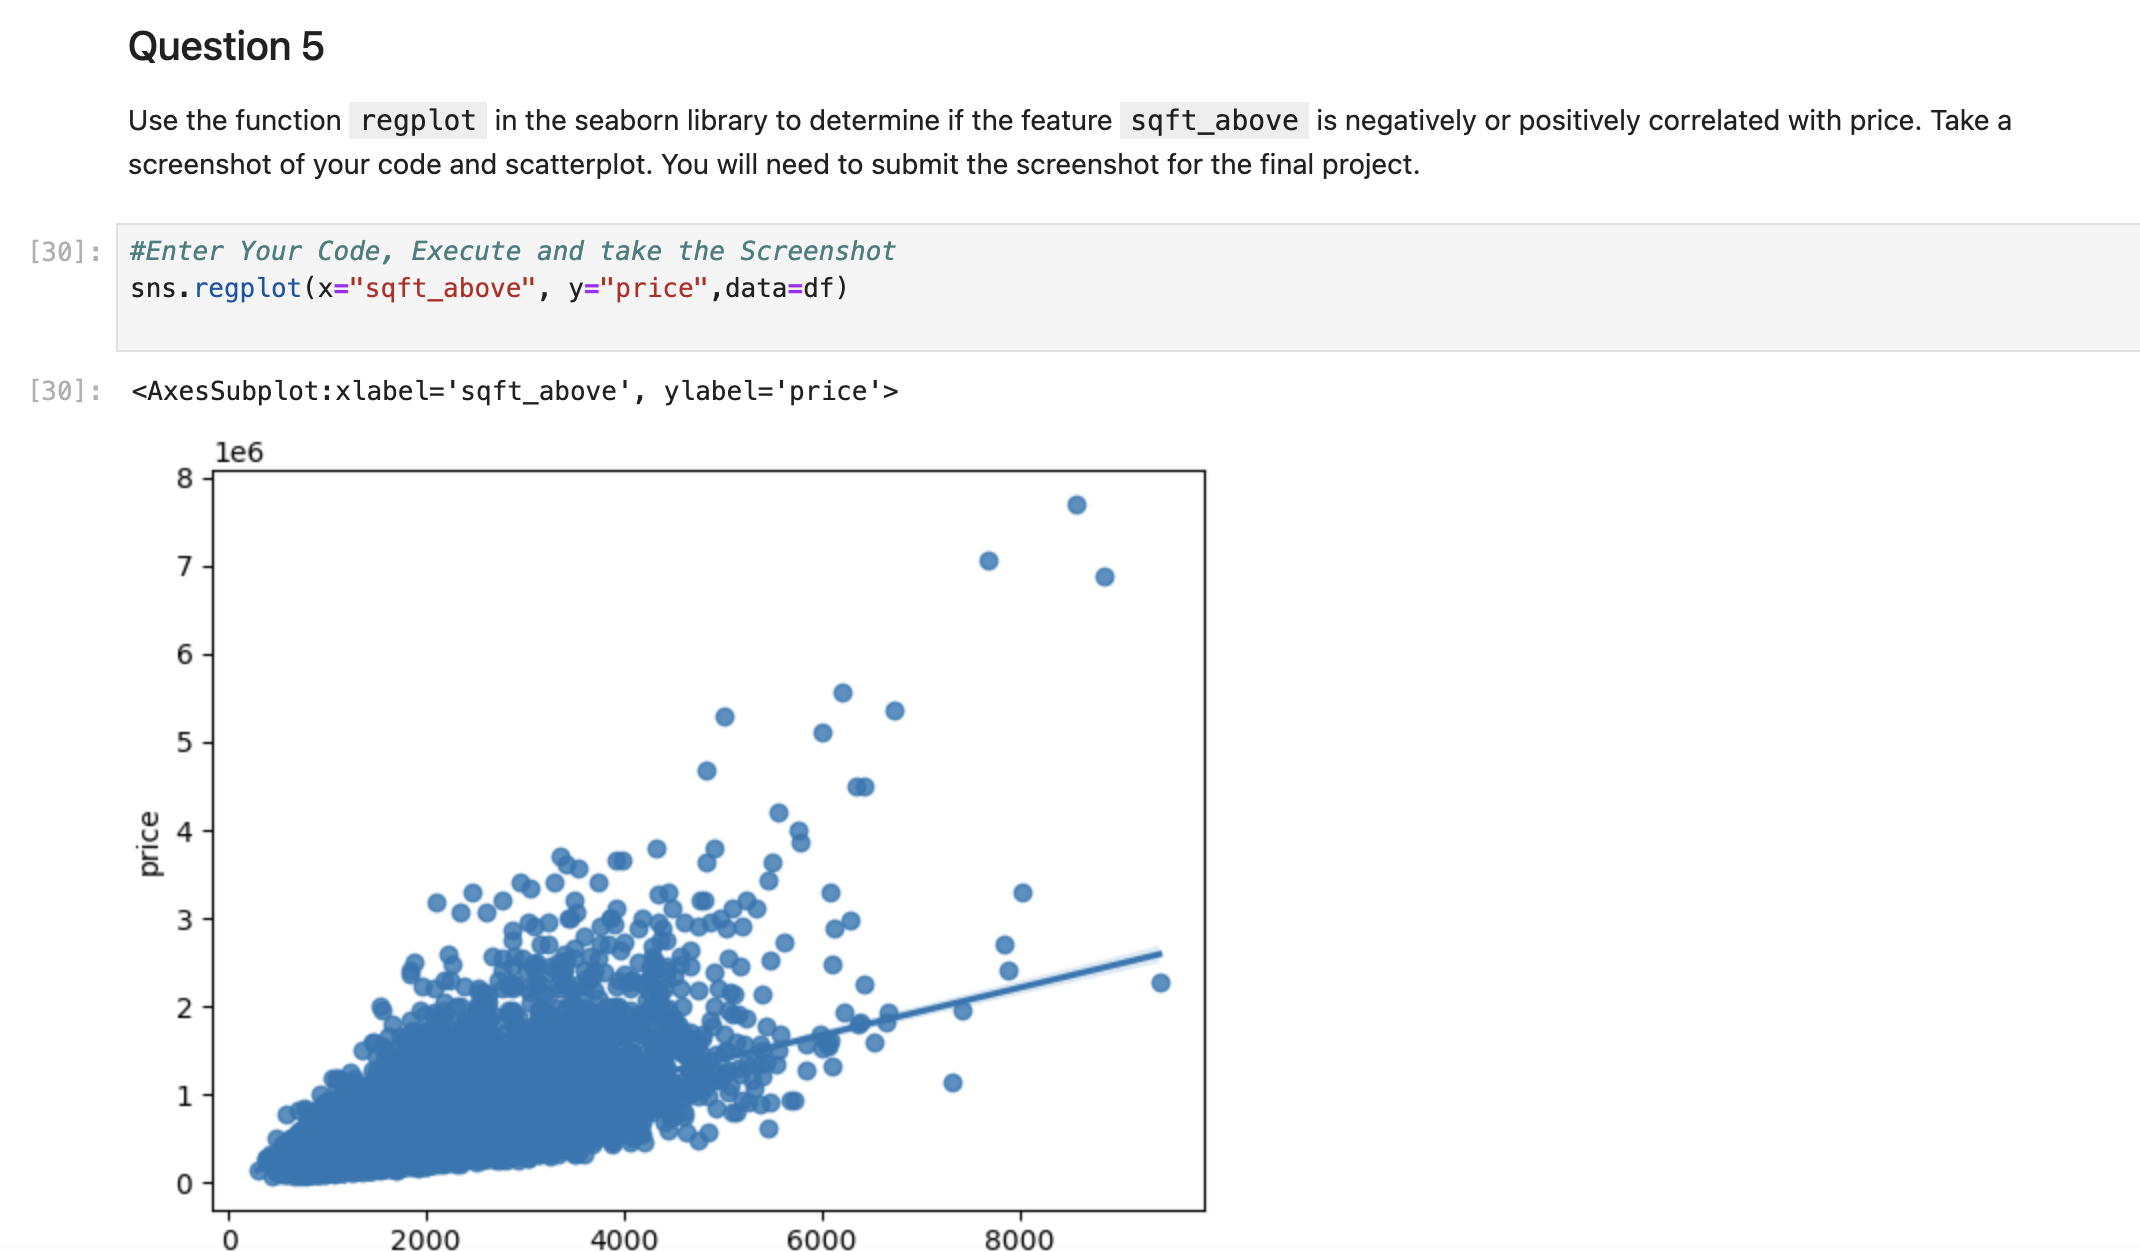 Question 5
Use the function regplot in the seaborn library to determine if the feature sqft_above is negatively or positively correlated with price. Take a
screenshot of your code and scatterplot. You will need to submit the screenshot for the final project.
[30]: #Enter Your Code, Execute and take the Screenshot
sns.regplot(x="sqft_above", y="price",data=df)
[30]: <AxesSubplot:xlabel='sqft_above', ylabel='price'>
1e6
8
7
6
5
price
4
3
2
1
0
0 2000 4000 6000 8000